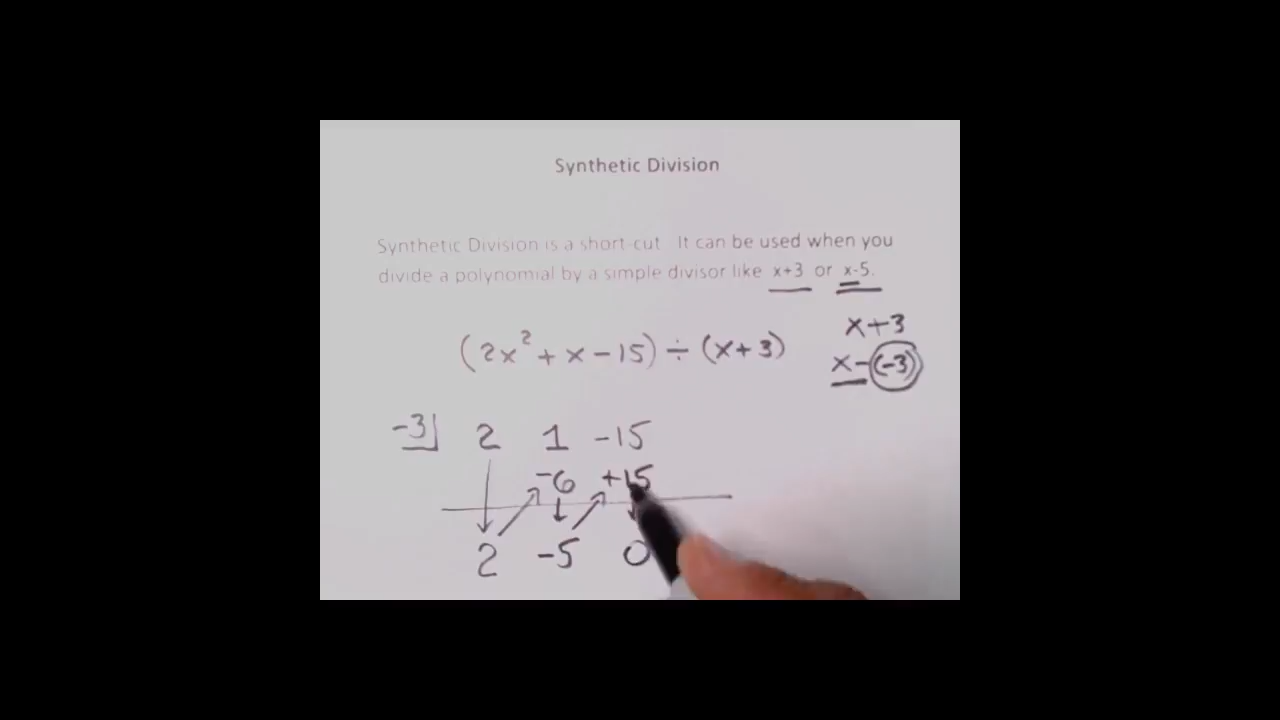 Synthetic Division
Synthetic Division is a short-cut. It can be used when you
divide a polynomial by a simple divisor like x+3 or x-5.
x+3
(2x² + x - 15) ÷ (x+3)
x-(-3)
-3 2 1 -15
-6 +15
2 -5 0